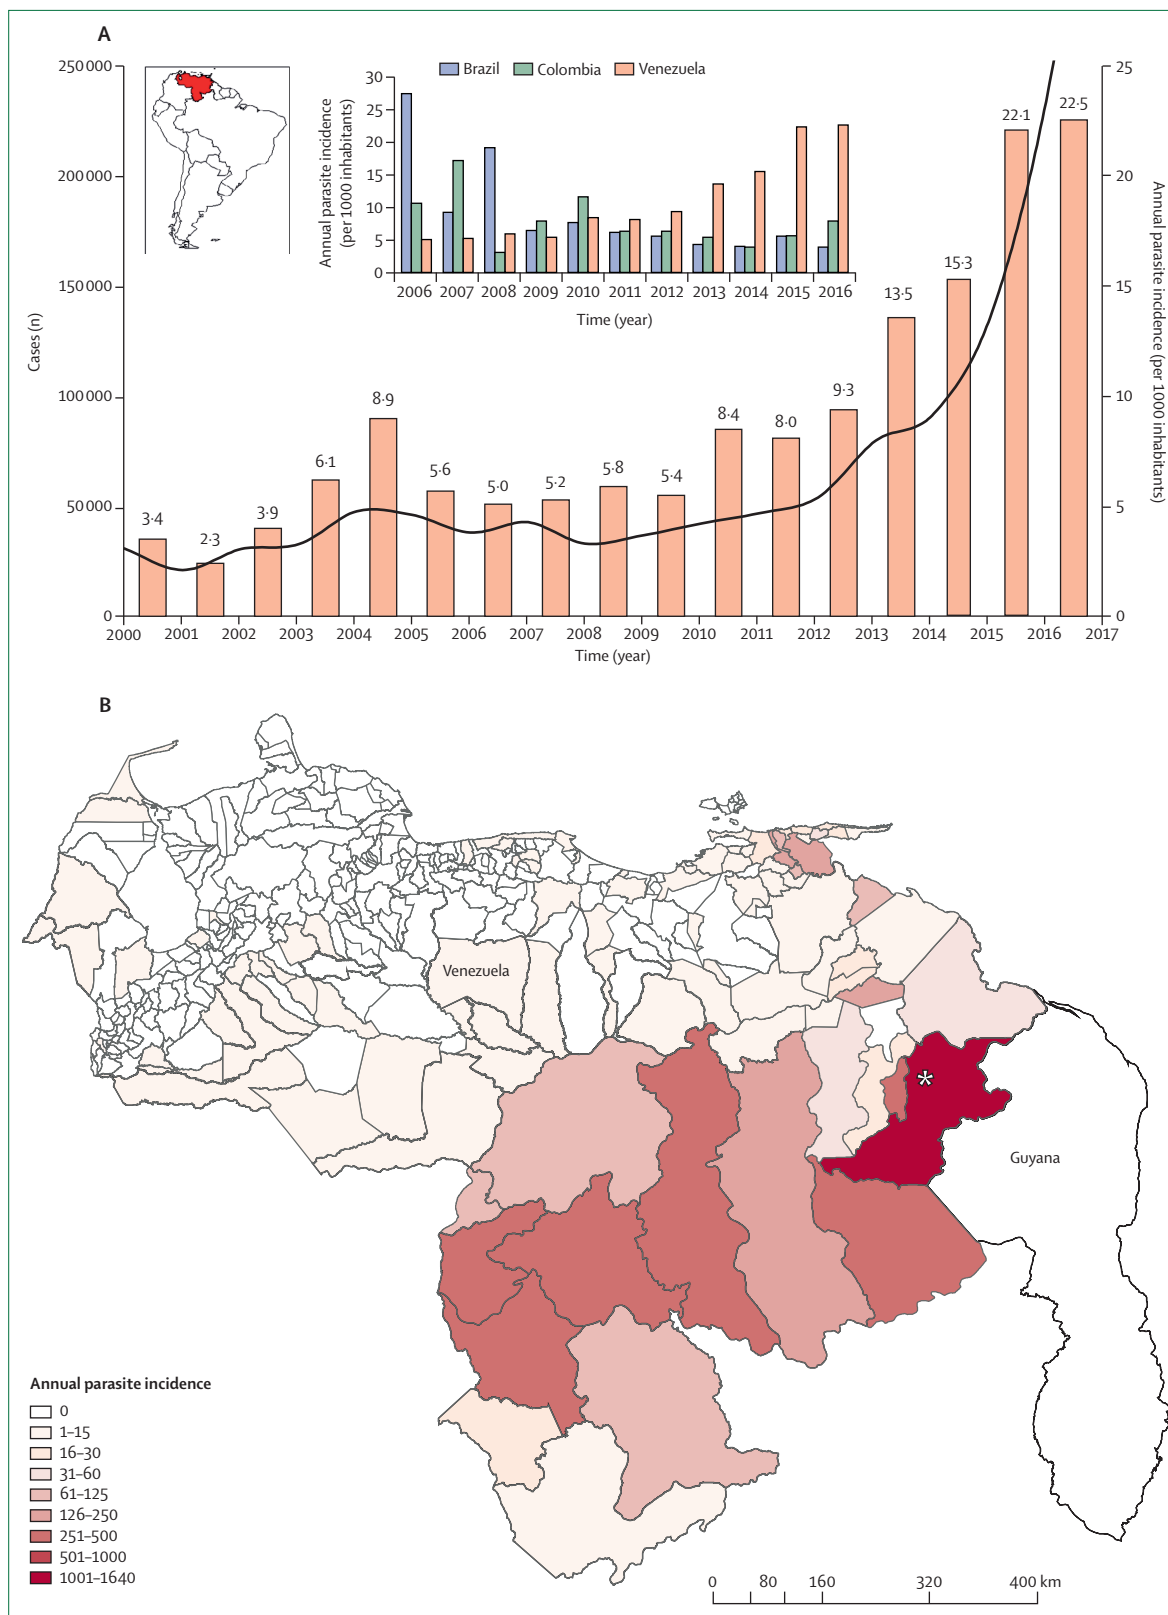 A
250 000
200 000
150 000
100 000
50 000
0
Cases (n)
25
20
15
10
5
0
Annual parasite incidence (per 1000 inhabitants)
Brazil Colombia Venezuela
30
25
20
15
10
5
0
Annual parasite incidence
(per 1000 inhabitants)
2006 2007 2008 2009 2010 2011 2012 2013 2014 2015 2016
Time (year)
3·4 2·3 3·9 6·1 8·9 5·6 5·0 5·2 5·8 5·4 8·4 8·0 9·3 13·5 15·3 22·1 22·5
2000 2001 2002 2003 2004 2005 2006 2007 2008 2009 2010 2011 2012 2013 2014 2015 2016 2017
Time (year)
B
Venezuela
*
Guyana
Annual parasite incidence
0
1–15
16–30
31–60
61–125
126–250
251–500
501–1000
1001–1640
0 80 160 320 400 km